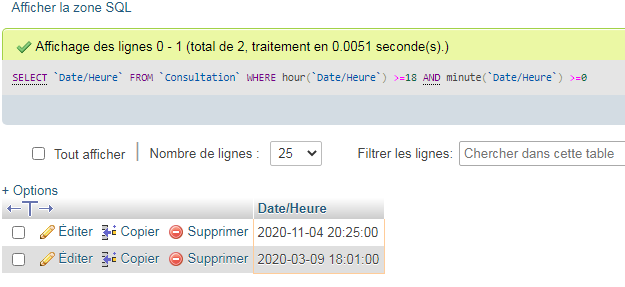 Afficher la zone SQL
Affichage des lignes 0 - 1 (total de 2, traitement en 0.0051 seconde(s).)
SELECT `Date/Heure` FROM `Consultation` WHERE hour(`Date/Heure`) >=18 AND minute(`Date/Heure`) >=0
Tout afficher Nombre de lignes : 25 Filtrer les lignes: Chercher dans cette table
+ Options
←T→ Date/Heure
Éditer Copier Supprimer 2020-11-04 20:25:00
Éditer Copier Supprimer 2020-03-09 18:01:00